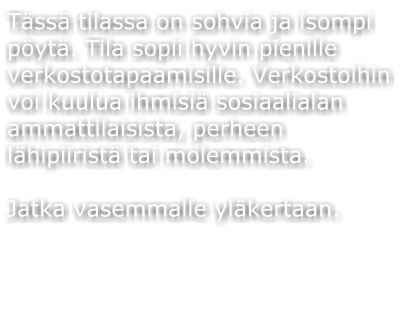 Tässä tilassa on sohvia ja isompi
pöytä. Tila sopii hyvin pienille
verkostotapaamisille. Verkostoihin
voi kuulua ihmisiä sosiaalialan
ammattilaisista, perheen
lähipiiristä tai molemmista.
Jatka vasemmalle yläkertaan.